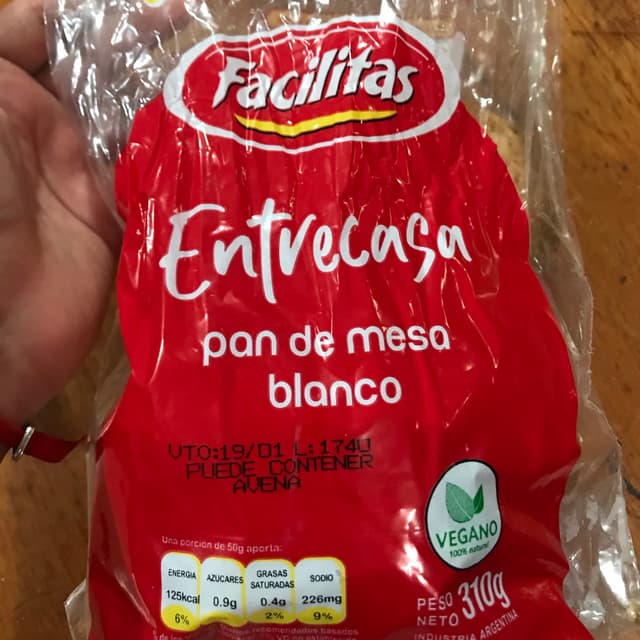 Facilitas
Entrecasa
pan de mesa
blanco
VTO:19/01 L:1740
PUEDE CONTENER
AVENA
VEGANO
100% natural
Una porción de 50g aporta:
ENERGIA
125kcal
6%
AZUCARES
0.9g
GRASAS
SATURADAS
0.4g
2%
SODIO
226mg
9%
PESO
NETO 310g
INDUSTRIA ARGENTINA